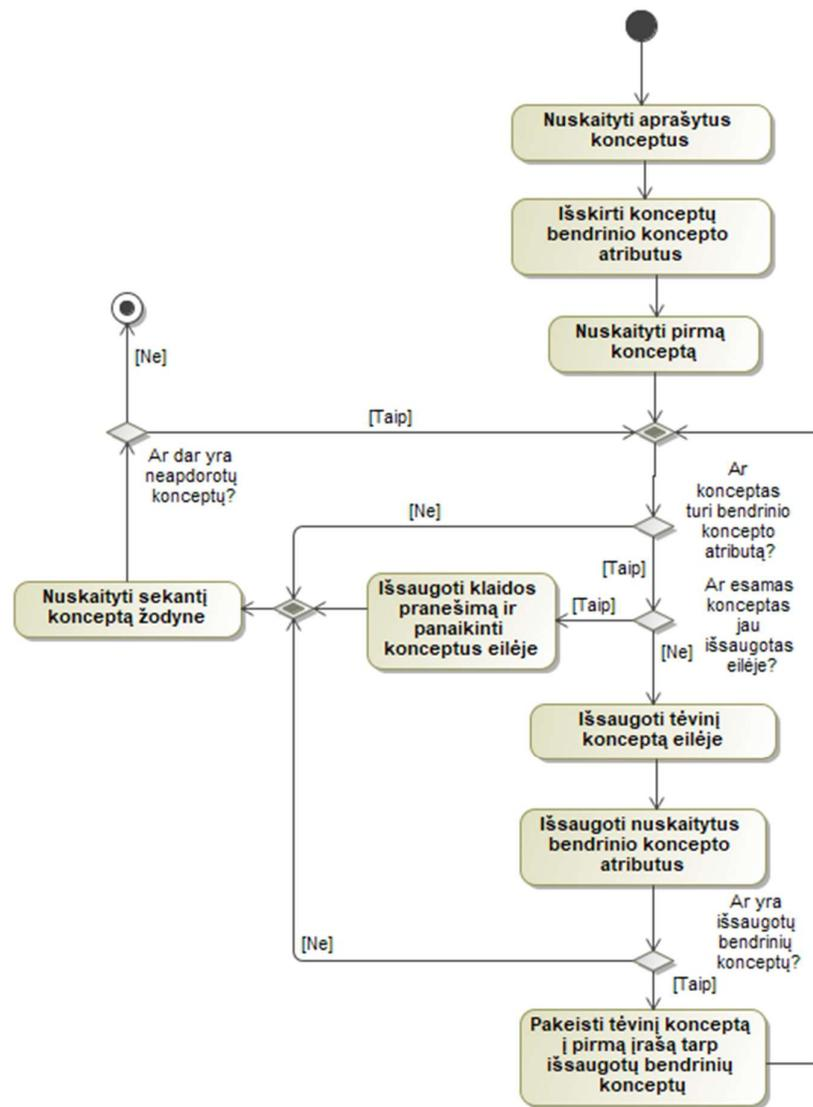 Nuskaityti aprašytus
konceptus
Išskirti konceptų
bendrinio koncepto
atributus
Nuskaityti pirmą
konceptą
[Ne]
[Taip]
Ar dar yra
neapdorotų
konceptų?
Ar
konceptas
turi bendrinio
koncepto
atributą?
[Ne]
[Taip]
Nuskaityti sekantį
konceptą žodyne
Išsaugoti klaidos
pranešimą ir
panaikinti
konceptus eilėje
[Taip]
Ar esamas
konceptas
jau
išsaugotas
eilėje?
[Ne]
Išsaugoti tėvinį
konceptą eilėje
Išsaugoti nuskaitytus
bendrinio koncepto
atributus
Ar yra
išsaugotų
bendrinių
konceptų?
[Ne]
[Taip]
Pakeisti tėvinį konceptą
į pirmą įrašą tarp
išsaugotų bendrinių
konceptų